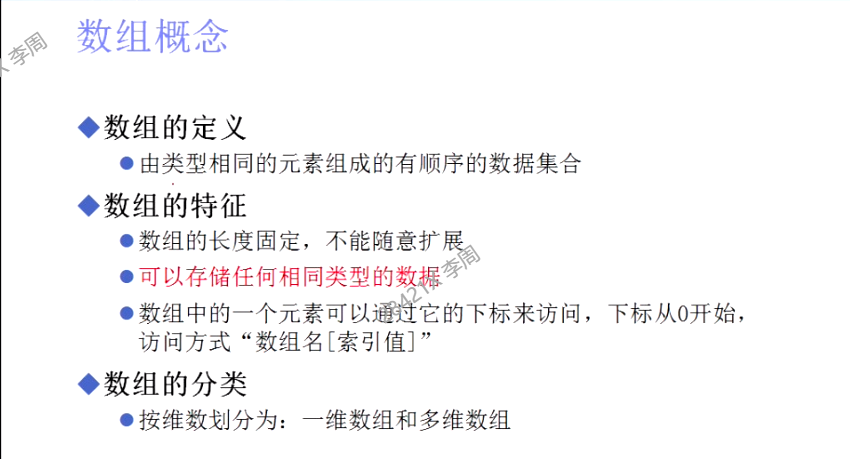 数组概念
李周
◆数组的定义
●由类型相同的元素组成的有顺序的数据集合
◆数组的特征
●数组的长度固定，不能随意扩展
●可以存储任何相同类型的数据
李周
●数组中的一个元素可以通过它的下标来访问，下标从0开始，
访问方式“数组名[索引值]”
◆数组的分类
●按维数划分为：一维数组和多维数组